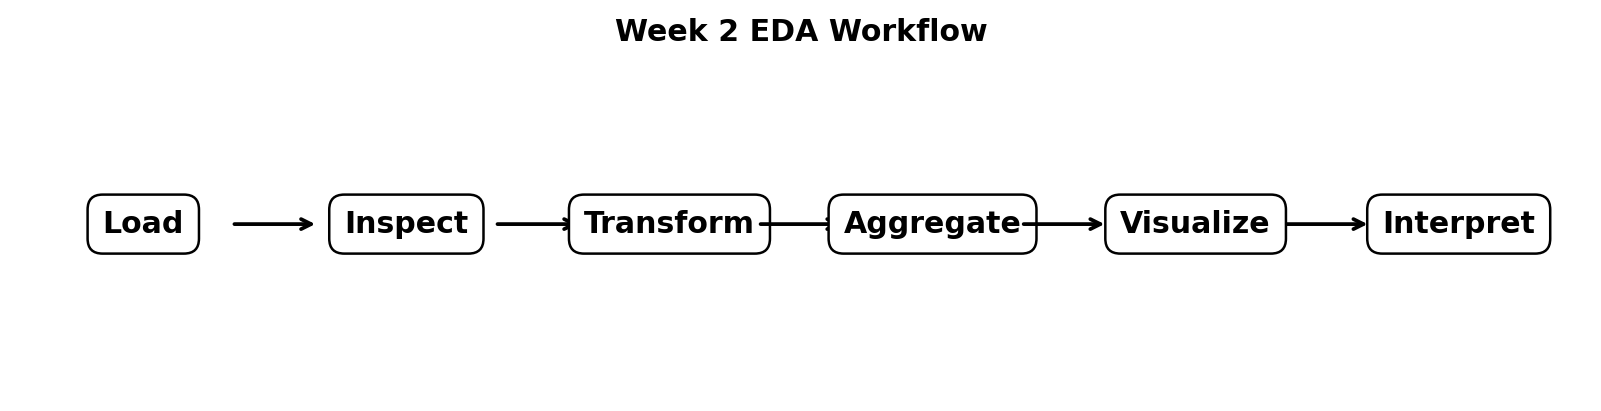 Week 2 EDA Workflow
Load Inspect Transform Aggregate Visualize Interpret